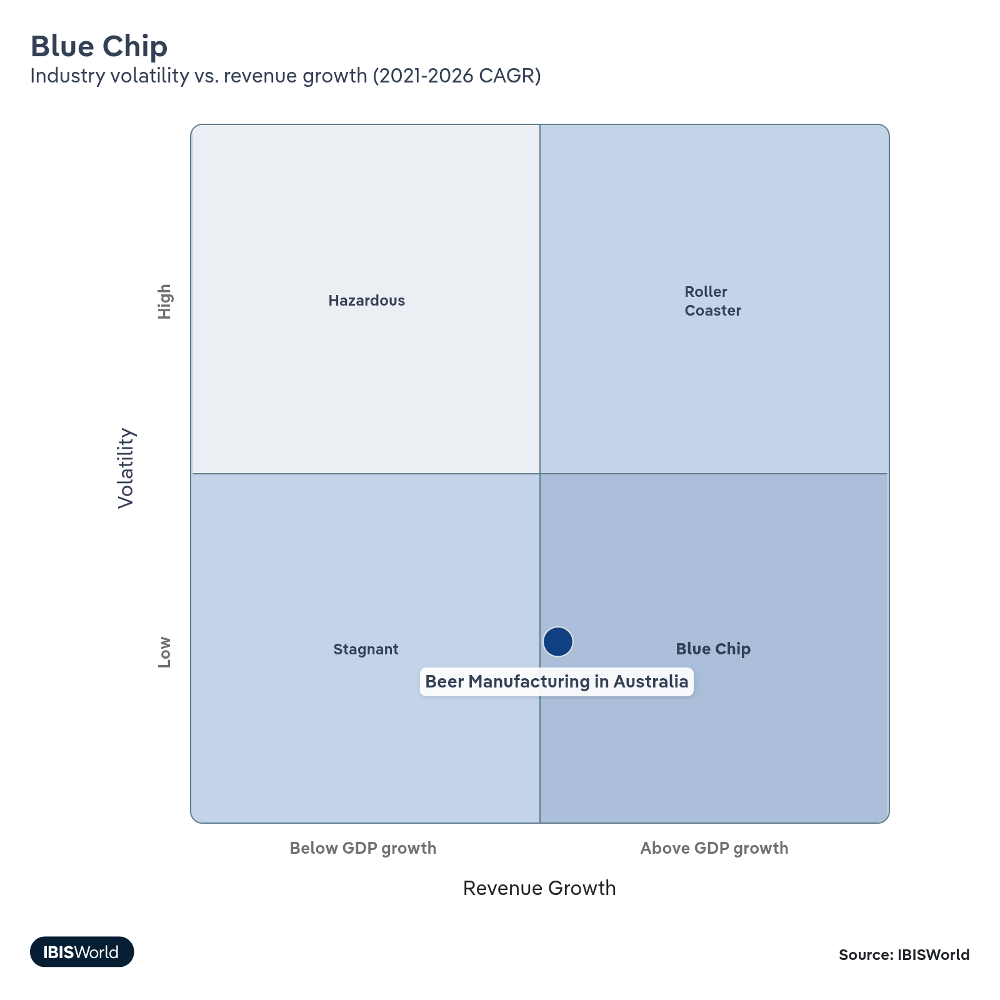 Blue Chip
Industry volatility vs. revenue growth (2021-2026 CAGR)
Hazardous
Roller
Coaster
High
Volatility
Low
Stagnant
Blue Chip
Beer Manufacturing in Australia
Below GDP growth
Above GDP growth
Revenue Growth
IBISWorld
Source: IBISWorld